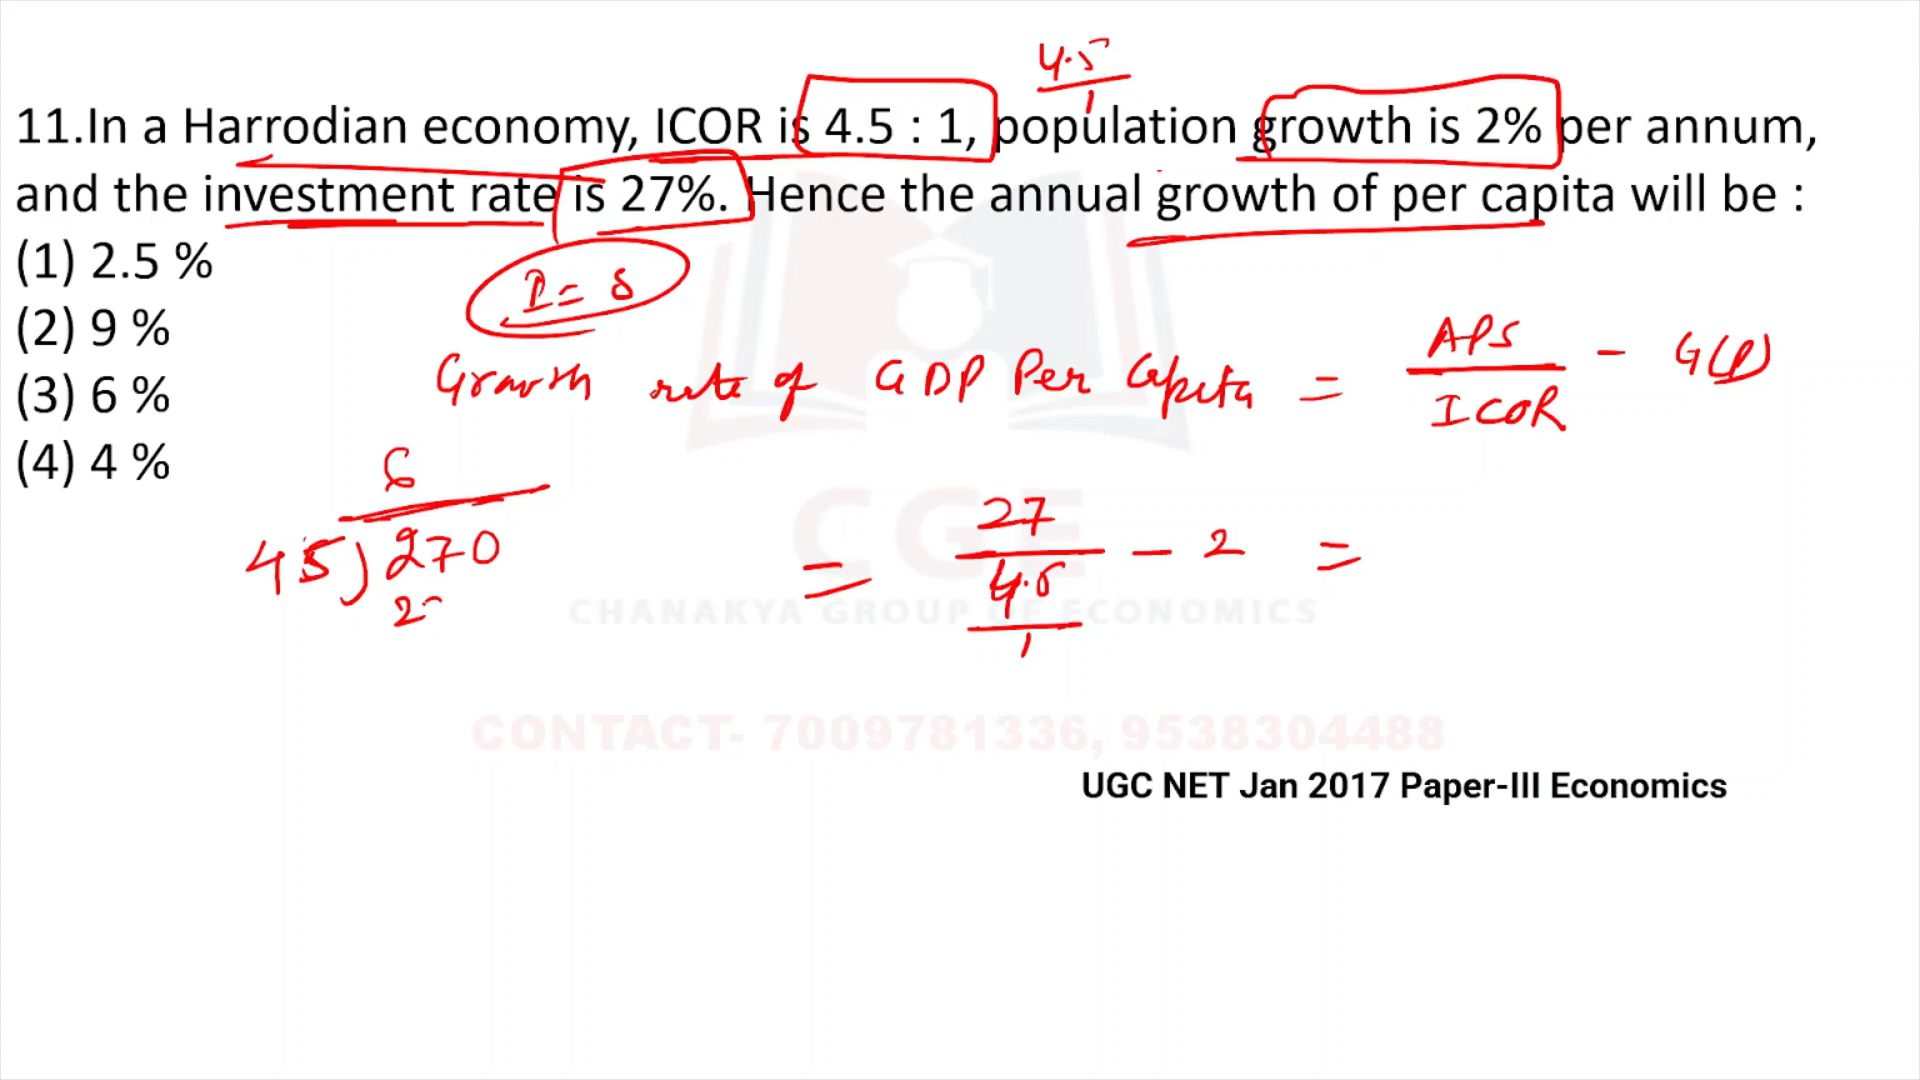 4.5
1
11.In a Harrodian economy, ICOR is 4.5 : 1, population growth is 2% per annum,
and the investment rate is 27%. Hence the annual growth of per capita will be :
(1) 2.5 %
(2) 9 %
(3) 6 %
(4) 4 %
I = S
Growth rate of GDP Per Capita = APS / ICOR - G(P)
6
45) 270
= 27 / 4.5 / 1 - 2 =
CGE
CHANAKYA GROUP OF ECONOMICS
CONTACT- 7009781336, 9538304488
UGC NET Jan 2017 Paper-III Economics